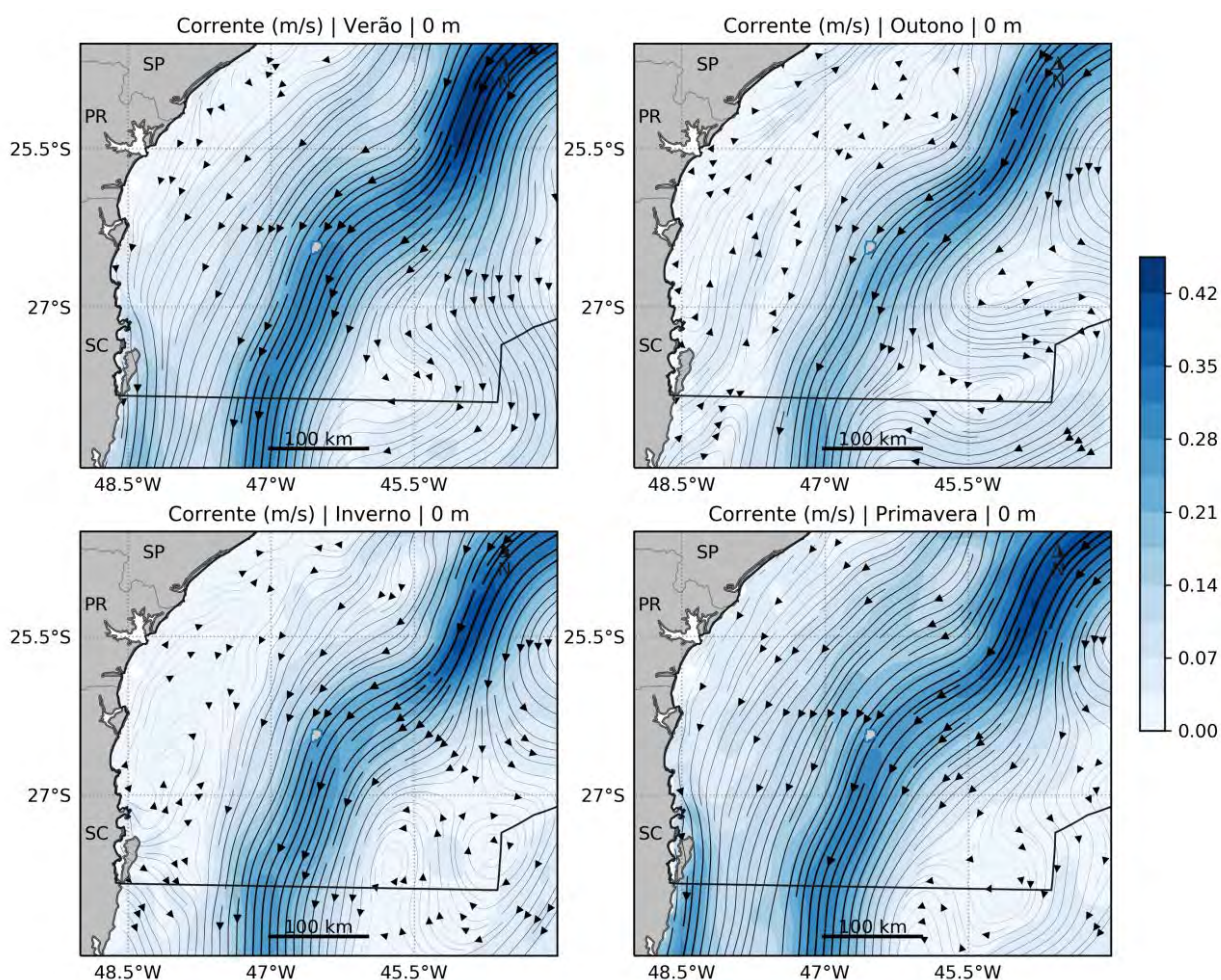 Corrente (m/s) | Verão | 0 m
SP
N
PR
25.5°S
27°S
SC
100 km
48.5°W 47°W 45.5°W
Corrente (m/s) | Outono | 0 m
SP
N
PR
25.5°S
27°S
SC
100 km
48.5°W 47°W 45.5°W
Corrente (m/s) | Inverno | 0 m
SP
N
PR
25.5°S
27°S
SC
100 km
48.5°W 47°W 45.5°W
Corrente (m/s) | Primavera | 0 m
SP
N
PR
25.5°S
27°S
SC
100 km
48.5°W 47°W 45.5°W
0.42
0.35
0.28
0.21
0.14
0.07
0.00